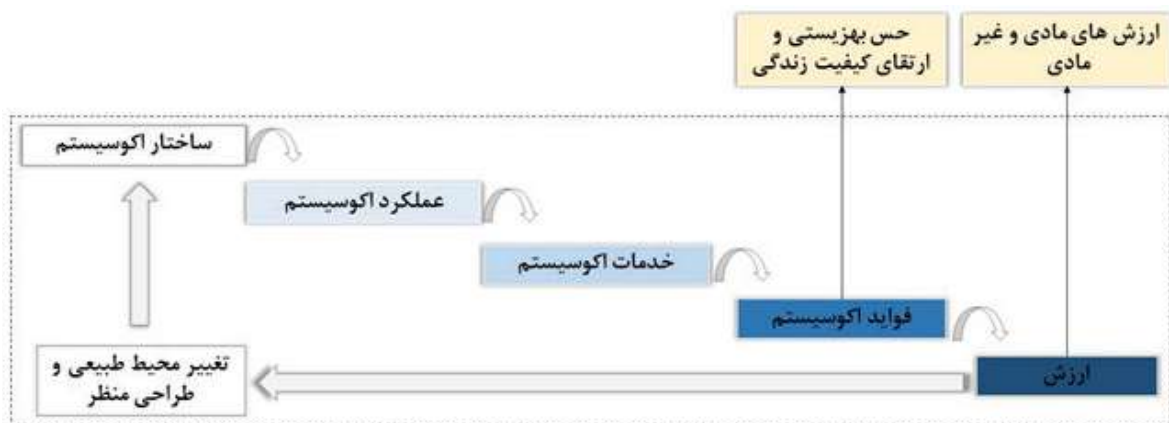 حس بهزیستی و
ارتقای کیفیت زندگی
ارزش های مادی و غیر
مادی
ساختار اکوسیستم
عملکرد اکوسیستم
خدمات اکوسیستم
فواید اکوسیستم
ارزش
تغییر محیط طبیعی و
طراحی منظر